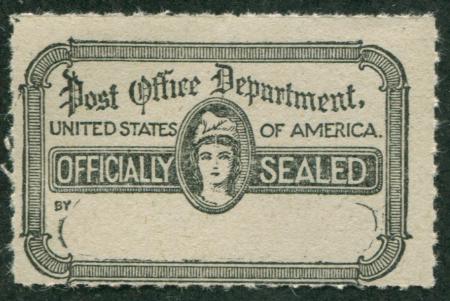 Post Office Department,
UNITED STATES OF AMERICA.
OFFICIALLY SEALED
BY